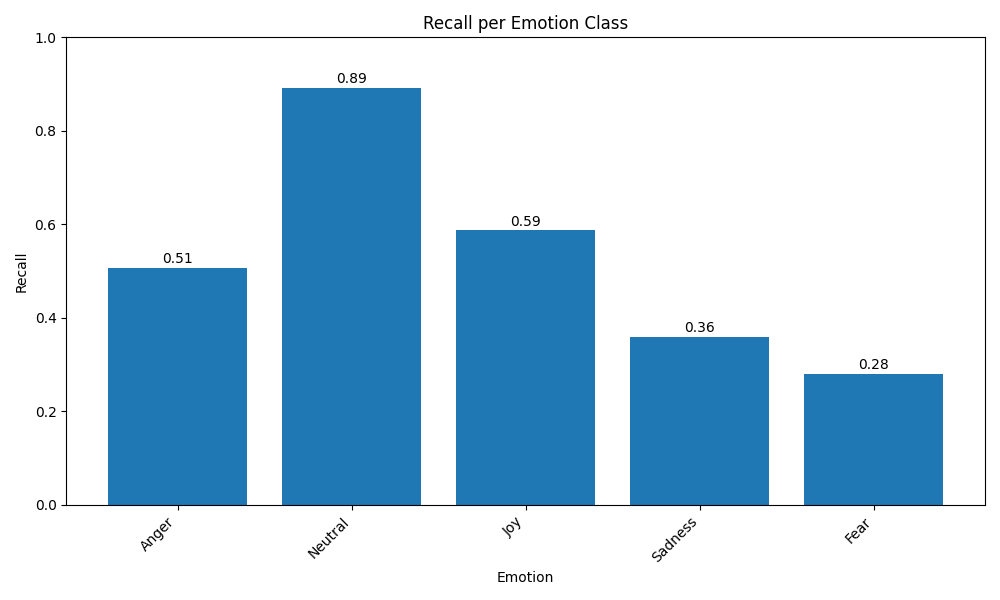 Recall per Emotion Class
1.0
0.8
0.6
0.4
0.2
0.0
Recall
0.51
0.89
0.59
0.36
0.28
Anger
Neutral
Joy
Sadness
Fear
Emotion